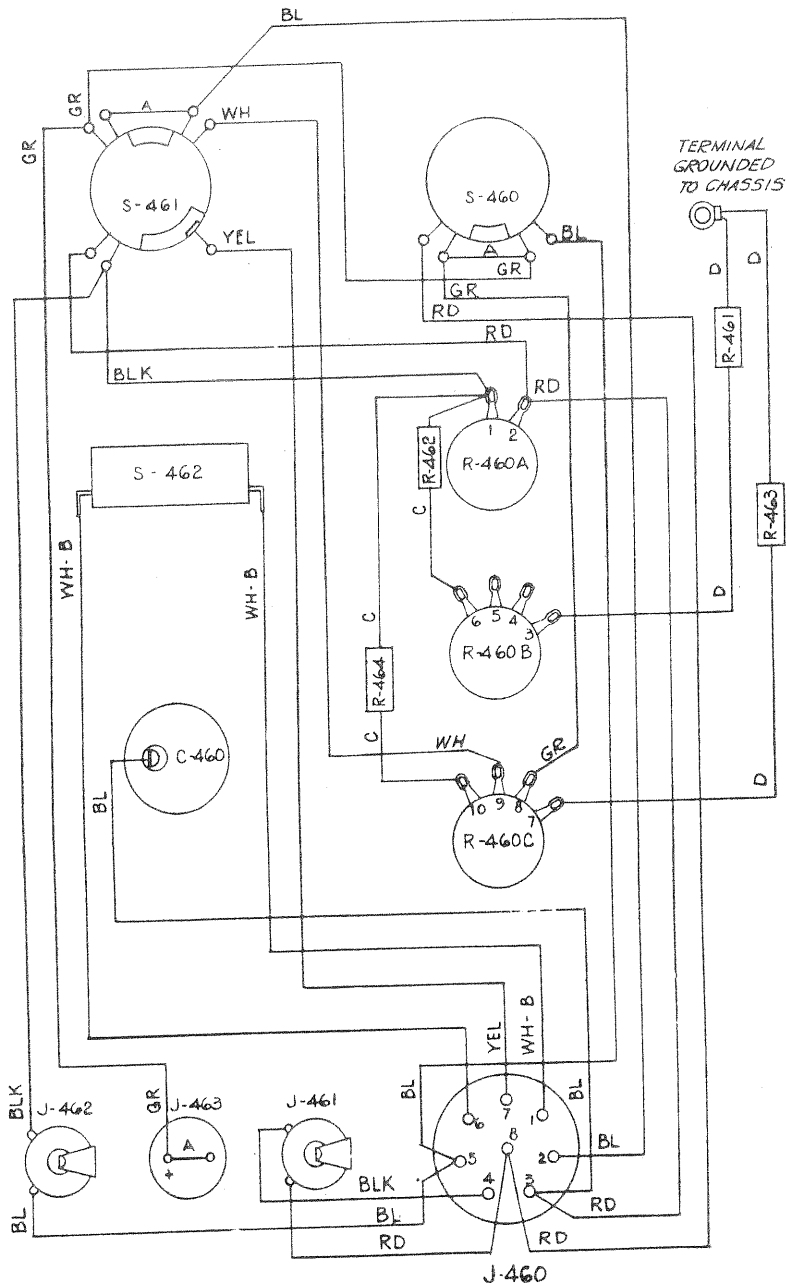 BL
GR
A
WH
GR
S-461
S-460
TERMINAL
GROUNDED
TO CHASSIS
YEL
BL
A
GR
GR
RD
D
D
RD
R-461
BLK
RD
1
2
R-462
R-460A
S-462
R-463
C
WH-B
WH-B
C
D
6
5
4
3
R-460B
R-464
C
WH
GR
C-460
BL
10
9
8
7
D
R-460C
YEL
WH-B
BL
BL
BLK
J-462
GR
J-463
J-461
7
6
1
8
A
+
5
2
BL
4
3
BLK
RD
BL
BL
RD
RD
J-460